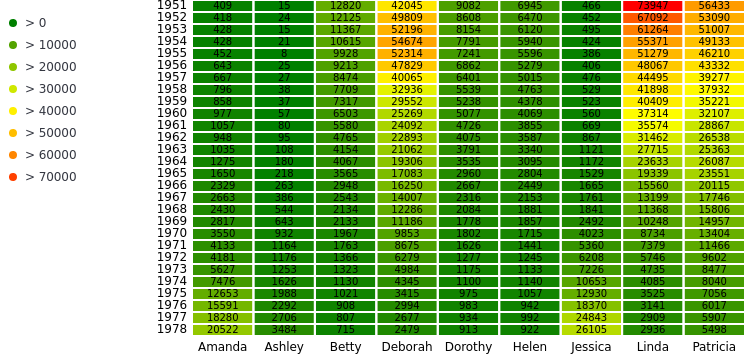 > 0
> 10000
> 20000
> 30000
> 40000
> 50000
> 60000
> 70000
1951 409 15 12820 42045 9082 6945 466 73947 56433
1952 418 24 12125 49809 8608 6470 452 67092 53090
1953 428 15 11367 52196 8154 6120 495 61264 51007
1954 428 21 10615 54674 7791 5940 424 55371 49133
1955 452 8 9928 52314 7241 5596 386 51279 46210
1956 643 25 9213 47829 6862 5279 406 48067 43332
1957 667 27 8474 40065 6401 5015 476 44495 39277
1958 796 38 7709 32936 5539 4763 529 41898 37932
1959 858 37 7317 29552 5238 4378 523 40409 35221
1960 977 57 6503 25269 5077 4069 560 37314 32107
1961 1057 80 5580 24092 4726 3855 669 35574 28867
1962 948 95 4765 22893 4075 3587 867 31462 26538
1963 1035 108 4154 21062 3791 3340 1121 27715 25363
1964 1275 180 4067 19306 3535 3095 1172 23633 26087
1965 1650 218 3565 17083 2960 2804 1529 19339 23551
1966 2329 263 2948 16250 2667 2449 1665 15560 20115
1967 2663 386 2543 14007 2316 2153 1761 13199 17746
1968 2430 544 2134 12286 2084 1881 1841 11368 15806
1969 2817 643 2133 11186 1778 1857 2492 10248 14957
1970 3550 932 1967 9853 1802 1715 4023 8734 13404
1971 4133 1164 1763 8675 1626 1441 5360 7379 11466
1972 4181 1176 1366 6279 1277 1245 6208 5746 9602
1973 5627 1253 1323 4984 1175 1133 7226 4735 8477
1974 7476 1626 1130 4345 1100 1140 10653 4085 8040
1975 12653 1988 1021 3415 975 1057 12930 3525 7056
1976 15591 2292 908 2994 983 942 18370 3141 6017
1977 18280 2706 807 2677 934 992 24843 2909 5907
1978 20522 3484 715 2479 913 922 26105 2936 5498
Amanda Ashley Betty Deborah Dorothy Helen Jessica Linda Patricia